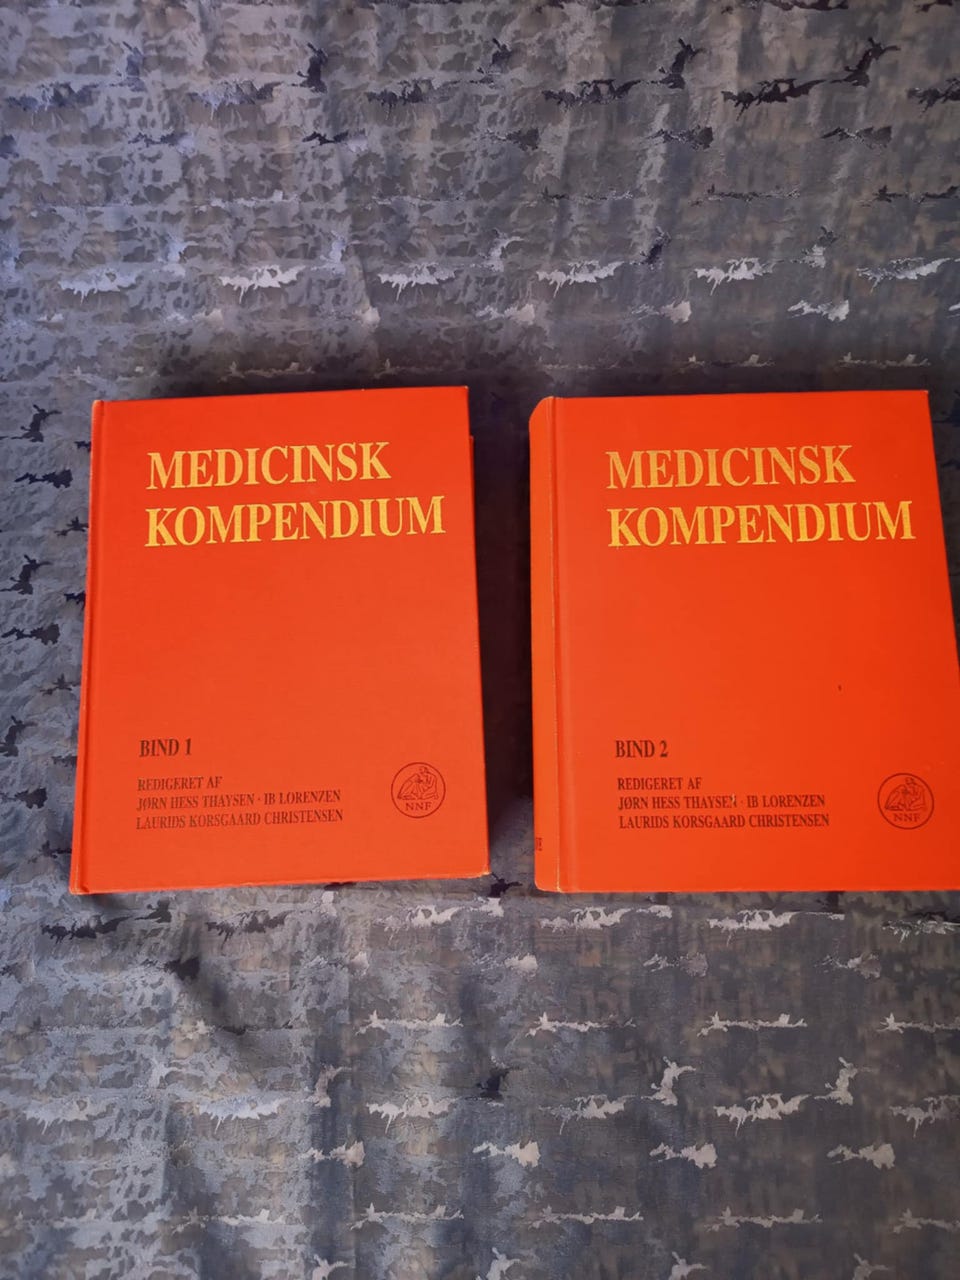 MEDICINSK
KOMPENDIUM
BIND 1
REDIGERET AF
JØRN HESS THAYSEN · IB LORENZEN
LAURIDS KORSGAARD CHRISTENSEN
NNF
MEDICINSK
KOMPENDIUM
BIND 2
REDIGERET AF
JØRN HESS THAYSEN · IB LORENZEN
LAURIDS KORSGAARD CHRISTENSEN
NNF